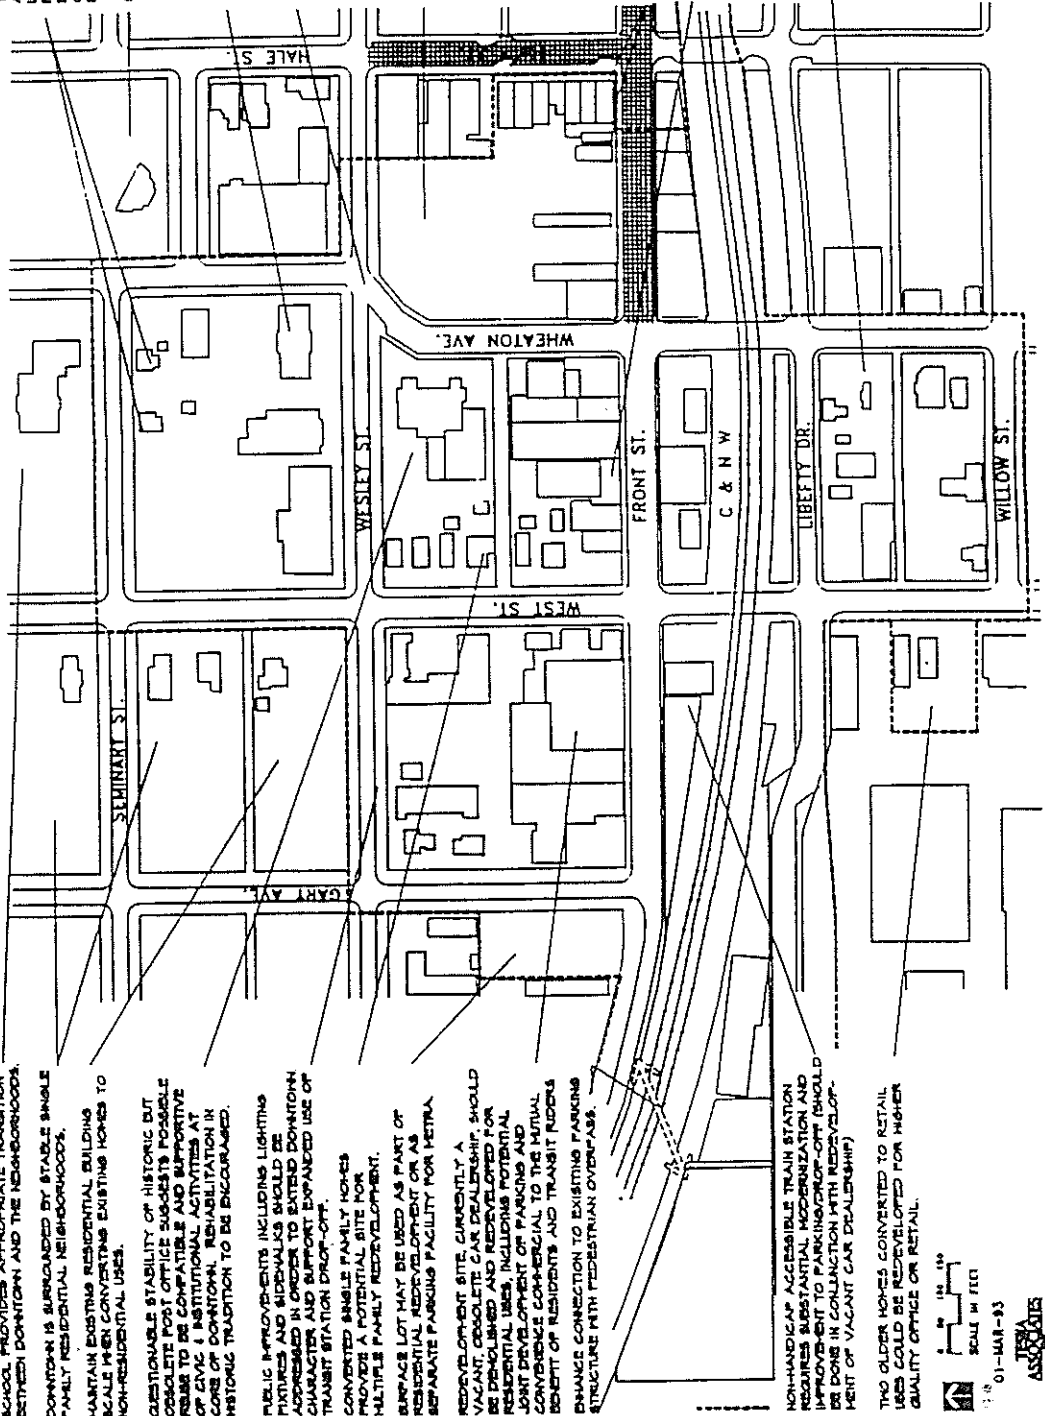 SCHOOL PROVIDES APPROPRIATE TRANSITION
BETWEEN DOWNTOWN AND THE NEIGHBORHOODS.
DOWNTOWN IS SURROUNDED BY STABLE SINGLE
FAMILY RESIDENTIAL NEIGHBORHOODS.
MAINTAIN EXISTING RESIDENTIAL BUILDING
SCALE WHEN CONVERTING EXISTING HOMES TO
NON-RESIDENTIAL USES.
QUESTIONABLE STABILITY OF HISTORIC BUT
OBSOLETE POST OFFICE SUGGESTS POSSIBLE
REUSE TO BE COMPATIBLE AND SUPPORTIVE
OF CIVIC & INSTITUTIONAL ACTIVITIES AT
CORE OF DOWNTOWN. REHABILITATION IN
HISTORIC TRADITION TO BE ENCOURAGED.
PUBLIC IMPROVEMENTS INCLUDING LIGHTING
FIXTURES AND SIDEWALKS SHOULD BE
ADDRESSED IN ORDER TO EXTEND DOWNTOWN
CHARACTER AND SUPPORT EXPANDED USE OF
TRANSIT STATION DROP-OFF.
CONVERTED SINGLE FAMILY HOMES
PROVIDE A POTENTIAL SITE FOR
MULTIPLE FAMILY REDEVELOPMENT.
SURFACE LOT MAY BE USED AS PART OF
RESIDENTIAL REDEVELOPMENT OR AS
SEPARATE PARKING FACILITY FOR METRA.
REDEVELOPMENT SITE, CURRENTLY A
VACANT, OBSOLETE CAR DEALERSHIP, SHOULD
BE DEMOLISHED AND REDEVELOPED FOR
RESIDENTIAL USES, INCLUDING POTENTIAL
JOINT DEVELOPMENT OF PARKING AND
CONVENIENCE COMMERCIAL TO THE MUTUAL
BENEFIT OF RESIDENTS AND TRANSIT RIDERS
ENHANCE CONNECTION TO EXISITING PARKING
STRUCTURE WITH PEDESTRIAN OVERPASS.
NON-HANDICAP ACCESSIBLE TRAIN STATION
REQUIRES SUBSTANTIAL MODERNIZATION AND
IMPROVEMENT TO PARKING/DROP-OFF (SHOULD
BE DONE IN CONJUNCTION WITH REDEVELOP-
MENT OF VACANT CAR DEALERSHIP)
TWO OLDER HOMES CONVERTED TO RETAIL
USES COULD BE REDEVELOPED FOR HIGHER
QUALITY OFFICE OR RETAIL.
SEMINARY ST.
GARY AVE.
WEST ST.
WESLEY ST.
WHEATON AVE.
HALE S
FRONT ST.
C & N W
LIBERTY DR.
WILLOW ST.
SCALE IN FEET
01-MAR-93
TESKA
ASSOCIATES